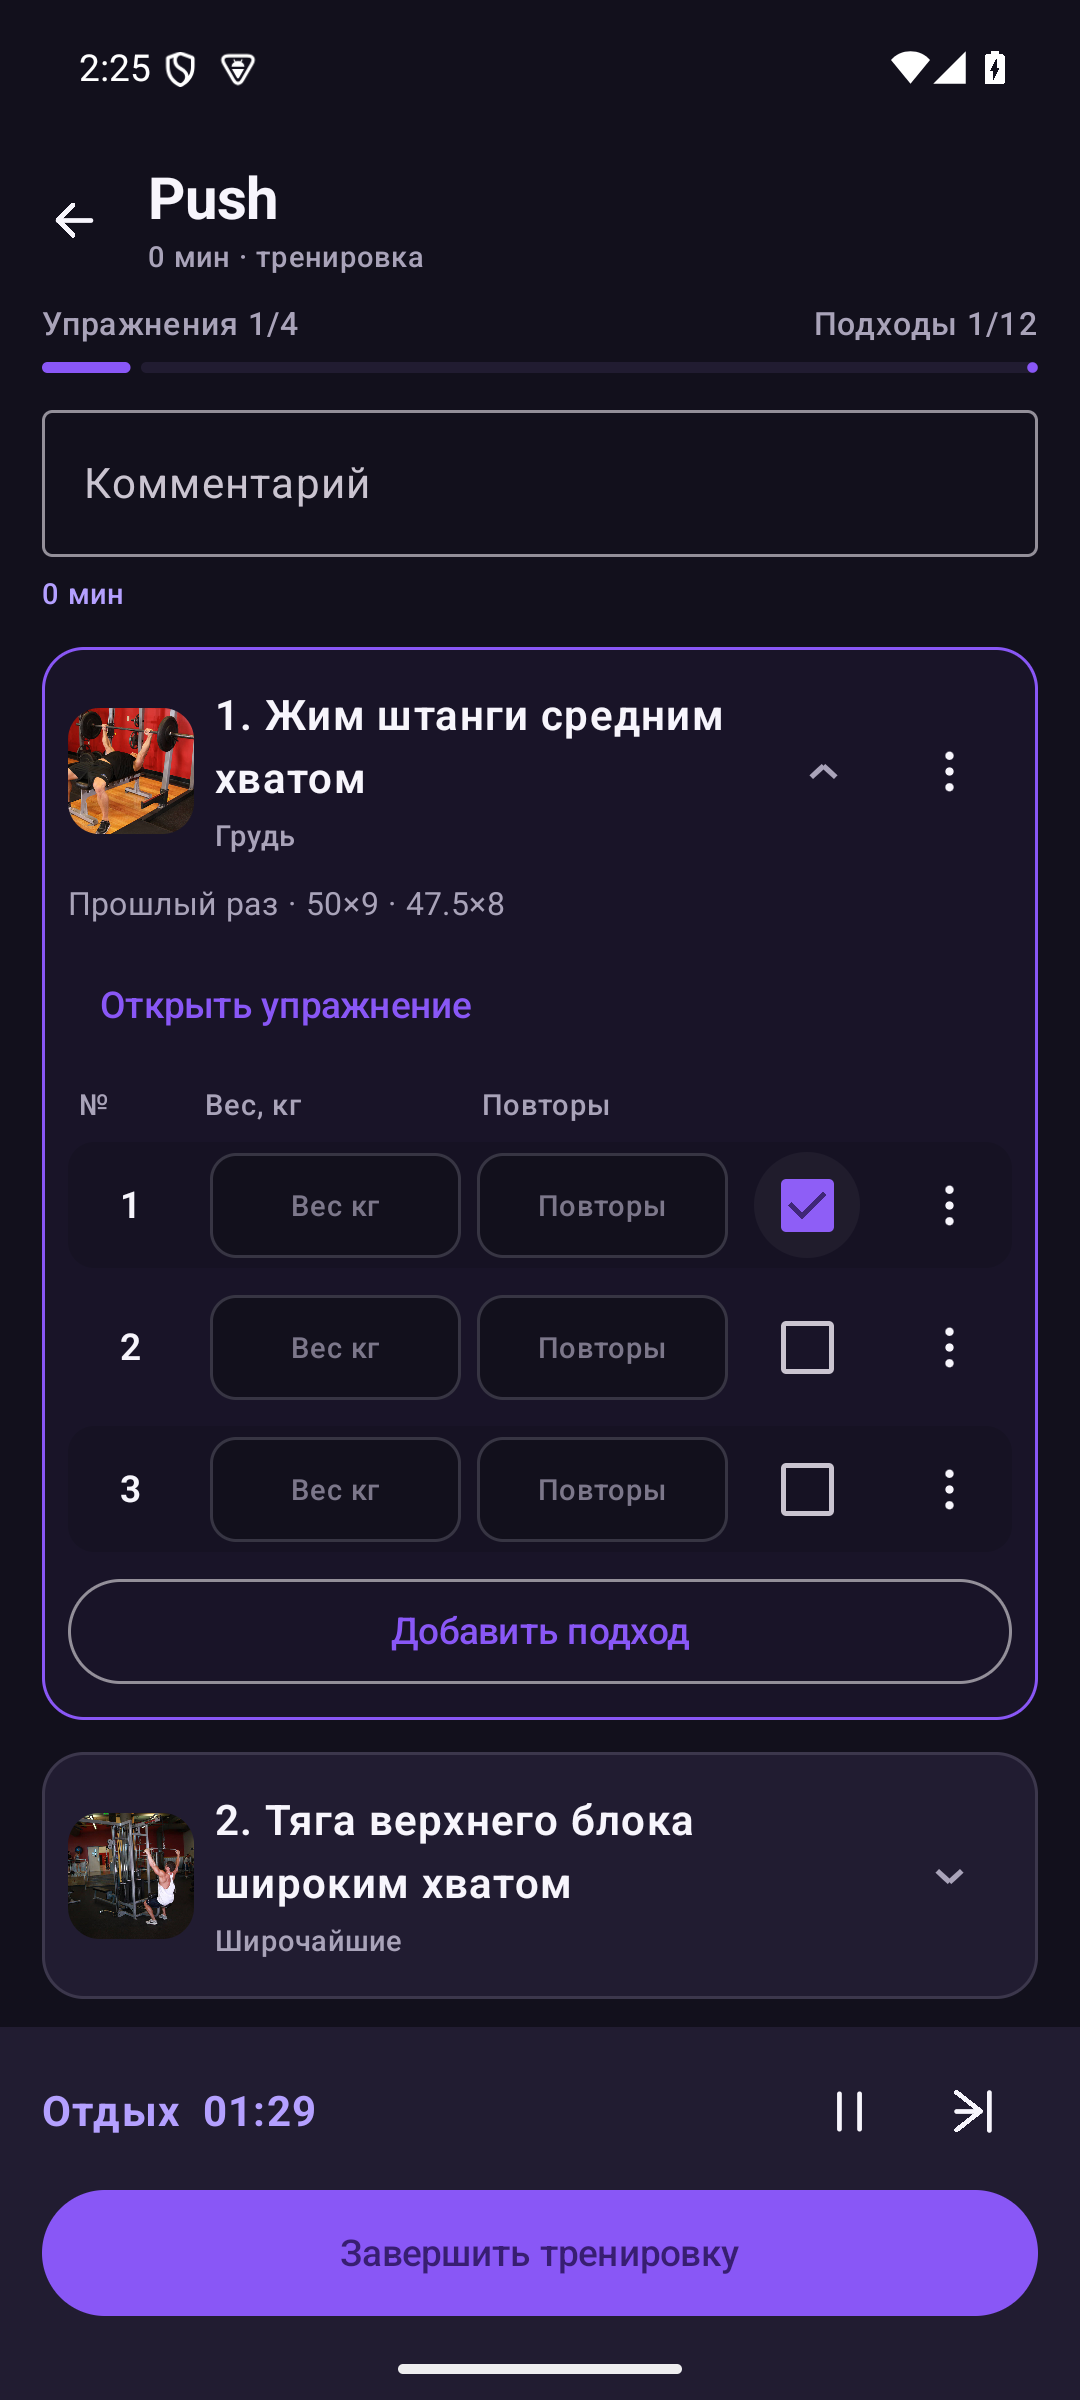 2:25
Push
0 мин · тренировка
Упражнения 1/4
Подходы 1/12
Комментарий
0 мин
1. Жим штанги средним
хватом
Грудь
Прошлый раз · 50×9 · 47.5×8
Открыть упражнение
№ Вес, кг Повторы
1 Вес кг Повторы
2 Вес кг Повторы
3 Вес кг Повторы
Добавить подход
2. Тяга верхнего блока
широким хватом
Широчайшие
Отдых 01:29
Завершить тренировку